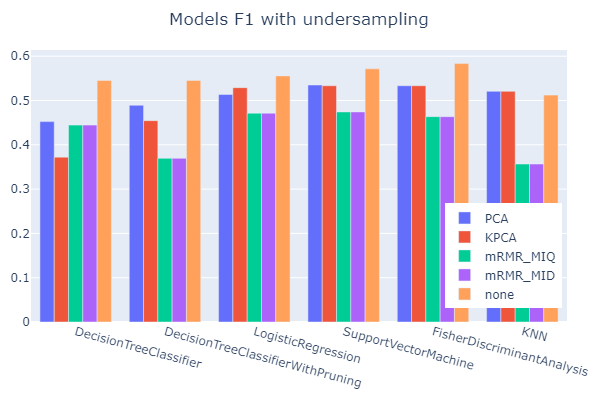 Models F1 with undersampling
0.6
0.5
0.4
0.3
0.2
0.1
0
PCA
KPCA
mRMR_MIQ
mRMR_MID
none
DecisionTreeClassifier
DecisionTreeClassifierWithPruning
LogisticRegression
SupportVectorMachine
FisherDiscriminantAnalysis
KNN